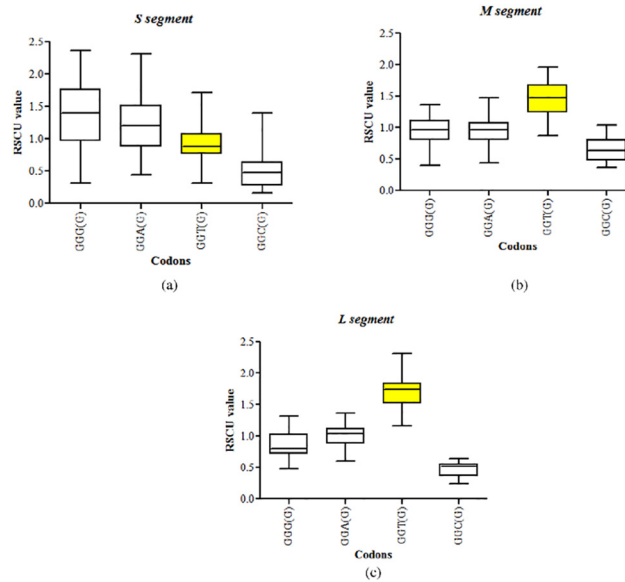 S segment
2.5
2.0
1.5
1.0
0.5
0.0
RSCU value
GGG(G)
GGA(G)
GGT(G)
GGC(G)
Codons
(a)
M segment
2.5
2.0
1.5
1.0
0.5
0.0
RSCU value
GGG(G)
GGA(G)
GGT(G)
GGC(G)
Codons
(b)
L segment
2.5
2.0
1.5
1.0
0.5
0.0
RSCU value
GGG(G)
GGA(G)
GGT(G)
GGC(G)
Codons
(c)